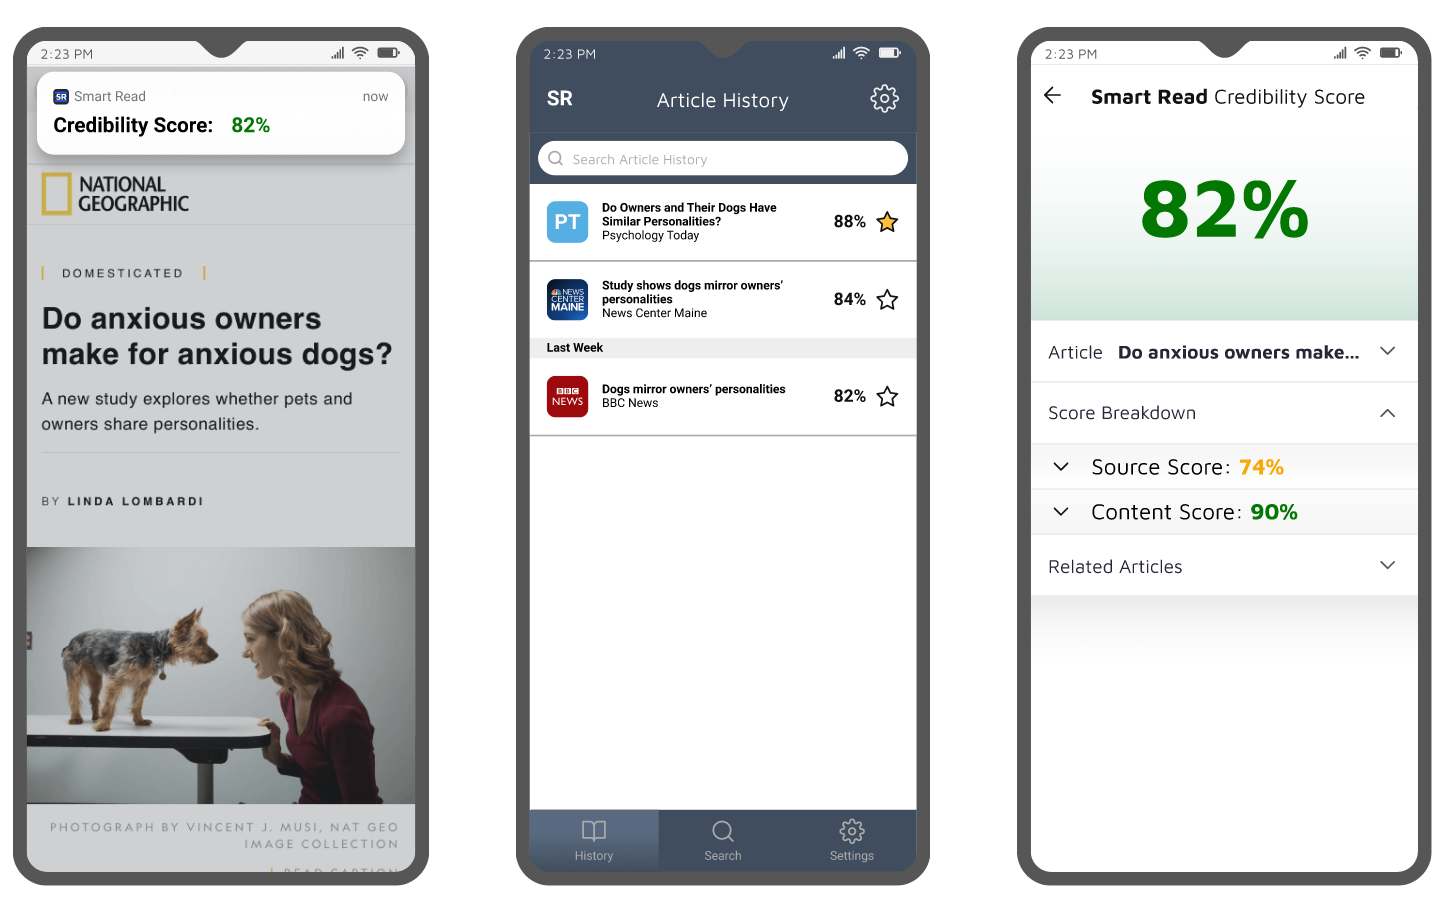 2:23 PM
SR Smart Read now
Credibility Score: 82%
NATIONAL
GEOGRAPHIC
DOMESTICATED
Do anxious owners
make for anxious dogs?
A new study explores whether pets and
owners share personalities.
BY LINDA LOMBARDI
PHOTOGRAPH BY VINCENT J. MUSI, NAT GEO
IMAGE COLLECTION
READ CAPTION
2:23 PM
SR Article History
Search Article History
PT
Do Owners and Their Dogs Have
Similar Personalities?
Psychology Today
88%
NEWS
CENTER
MAINE
Study shows dogs mirror owners’
personalities
News Center Maine
84%
Last Week
BBC
NEWS
Dogs mirror owners’ personalities
BBC News
82%
History Search Settings
2:23 PM
Smart Read Credibility Score
82%
Article Do anxious owners make...
Score Breakdown
Source Score: 74%
Content Score: 90%
Related Articles